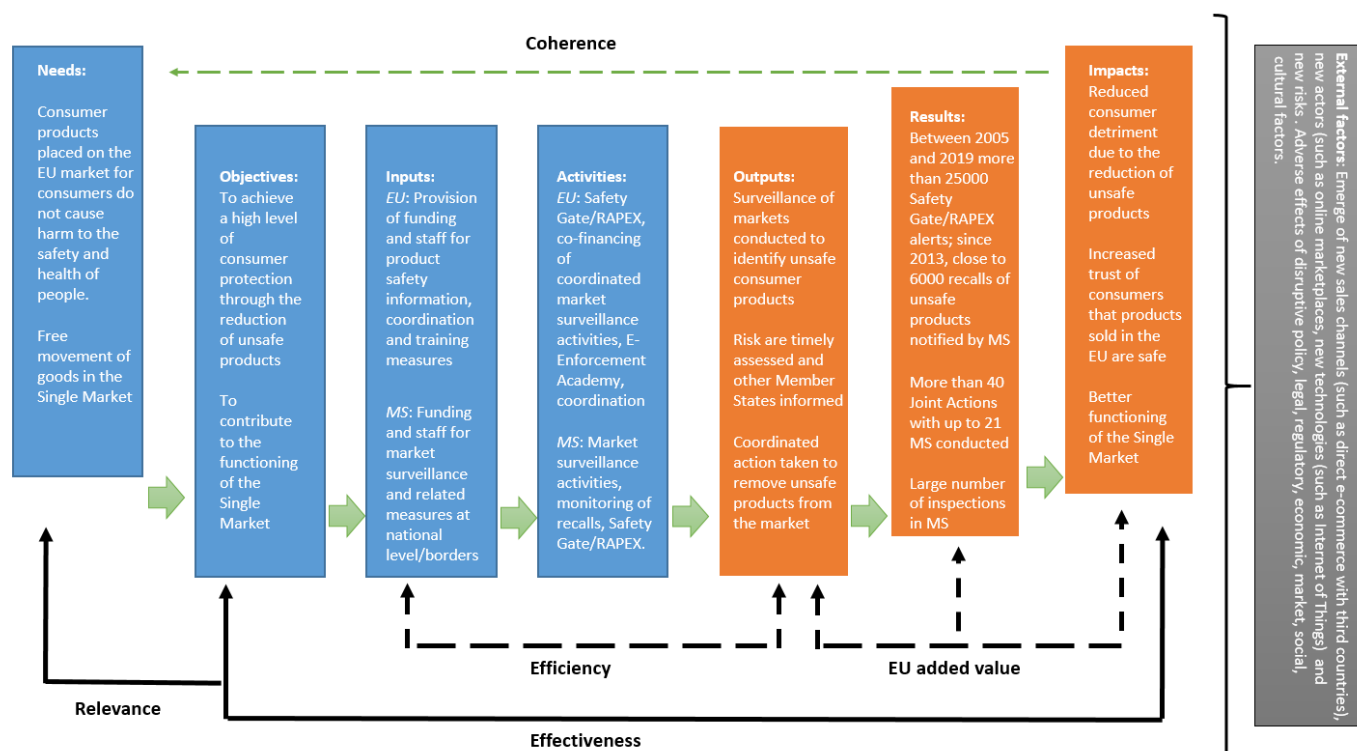 Coherence
Needs:
Consumer
products
placed on the
EU market for
consumers do
not cause
harm to the
safety and
health of
people.
Free
movement of
goods in the
Single Market
Objectives:
To achieve
a high level
of
consumer
protection
through the
reduction
of unsafe
products
To
contribute
to the
functioning
of the
Single
Market
Inputs:
EU: Provision
of funding
and staff for
product
safety
information,
coordination
and training
measures
MS: Funding
and staff for
market
surveillance
and related
measures at
national
level/borders
Activities:
EU: Safety
Gate/RAPEX,
co-financing
of
coordinated
market
surveillance
activities, E-
Enforcement
Academy,
coordination
MS: Market
surveillance
activities,
monitoring of
recalls, Safety
Gate/RAPEX.
Outputs:
Surveillance of
markets
conducted to
identify unsafe
consumer
products
Risk are timely
assessed and
other Member
States informed
Coordinated
action taken to
remove unsafe
products from
the market
Results:
Between 2005
and 2019 more
than 25000
Safety
Gate/RAPEX
alerts; since
2013, close to
6000 recalls of
unsafe
products
notified by MS
More than 40
Joint Actions
with up to 21
MS conducted
Large number
of inspections
in MS
Impacts:
Reduced
consumer
detriment
due to the
reduction of
unsafe
products
Increased
trust of
consumers
that products
sold in the
EU are safe
Better
functioning
of the Single
Market
External factors: Emerge of new sales channels (such as direct e-commerce with third countries),
new actors (such as online marketplaces, new technologies (such as Internet of Things) and
new risks . Adverse effects of disruptive policy, legal, regulatory, economic, market, social,
cultural factors.
Efficiency
EU added value
Relevance
Effectiveness